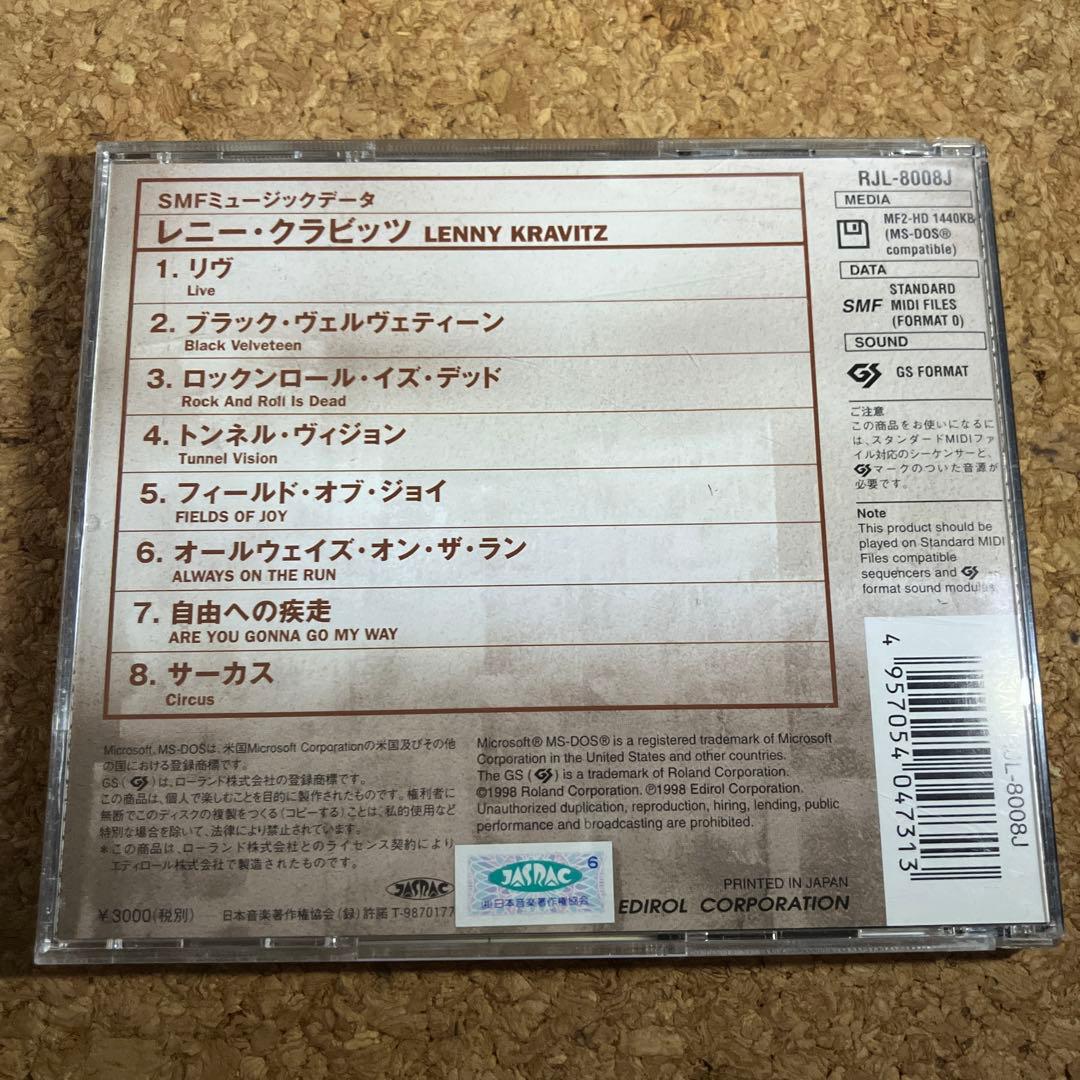 SMFミュージックデータ
レニー・クラビッツ LENNY KRAVITZ
1. リヴ
Live
2. ブラック・ヴェルヴェティーン
Black Velveteen
3. ロックンロール・イズ・デッド
Rock And Roll Is Dead
4. トンネル・ヴィジョン
Tunnel Vision
5. フィールド・オブ・ジョイ
FIELDS OF JOY
6. オールウェイズ・オン・ザ・ラン
ALWAYS ON THE RUN
7. 自由への疾走
ARE YOU GONNA GO MY WAY
8. サーカス
Circus
RJL-8008J
MEDIA
MF2-HD 1440KB
(MS-DOS®
compatible)
DATA
SMF
STANDARD
MIDI FILES
(FORMAT 0)
SOUND
GS
GS FORMAT
ご注意
この商品をお使いになるに
は、スタンダードMIDIファ
イル対応のシーケンサーと、
GSマークのついた音源が
必要です。
Note
This product should be
played on Standard MIDI
Files compatible
sequencers and GS
format sound modules
Microsoft, MS-DOSは、米国Microsoft Corporationの米国及びその他
の国における登録商標です。
GS (GS) は、ローランド株式会社の登録商標です。
この商品は、個人で楽しむことを目的に製作されたものです。権利者に
無断でこのディスクの複製をつくる(コピーする)ことは、私的使用など
特別な場合を除いて、法律により禁止されています。
*この商品は、ローランド株式会社とのライセンス契約により
エディロール株式会社で製造されたものです。
JASRAC
¥3000(税別)
日本音楽著作権協会(録)許諾 T-9870177
Microsoft® MS-DOS® is a registered trademark of Microsoft
Corporation in the United States and other countries.
The GS (GS) is a trademark of Roland Corporation.
©1998 Roland Corporation. ℗1998 Edirol Corporation.
Unauthorized duplication, reproduction, hiring, lending, public
performance and broadcasting are prohibited.
6
JASRAC
日本音楽著作権協会
PRINTED IN JAPAN
EDIROL CORPORATION
4 957054 047313
RJL-8008J